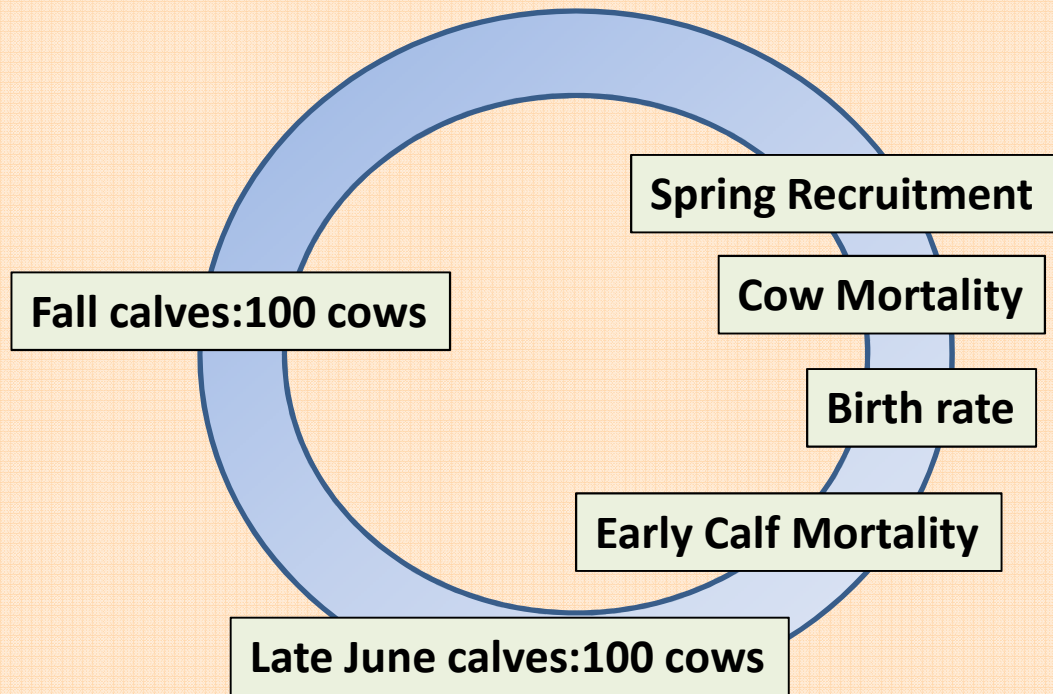 Spring Recruitment
Cow Mortality
Fall calves:100 cows
Birth rate
Early Calf Mortality
Late June calves:100 cows